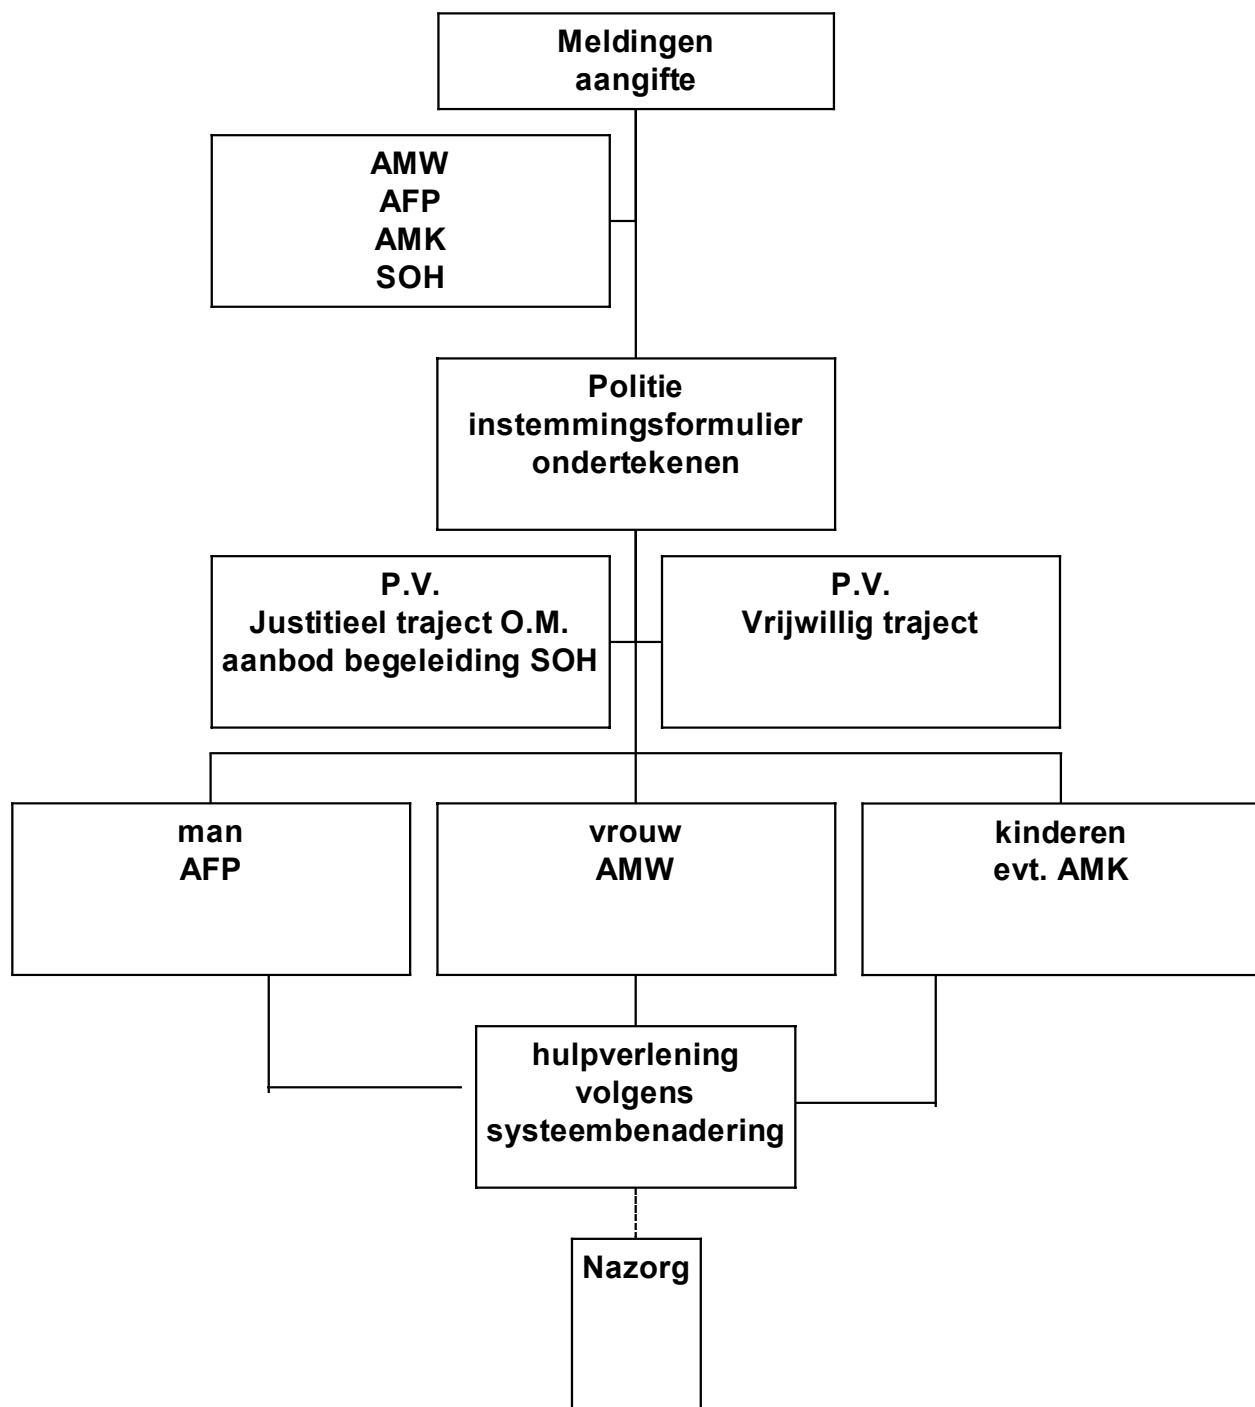 Meldingen
aangifte
AMW
AFP
AMK
SOH
Politie
instemmingsformulier
ondertekenen
P.V.
Justitieel traject O.M.
aanbod begeleiding SOH
P.V.
Vrijwillig traject
man
AFP
vrouw
AMW
kinderen
evt. AMK
hulpverlening
volgens
systeembenadering
Nazorg